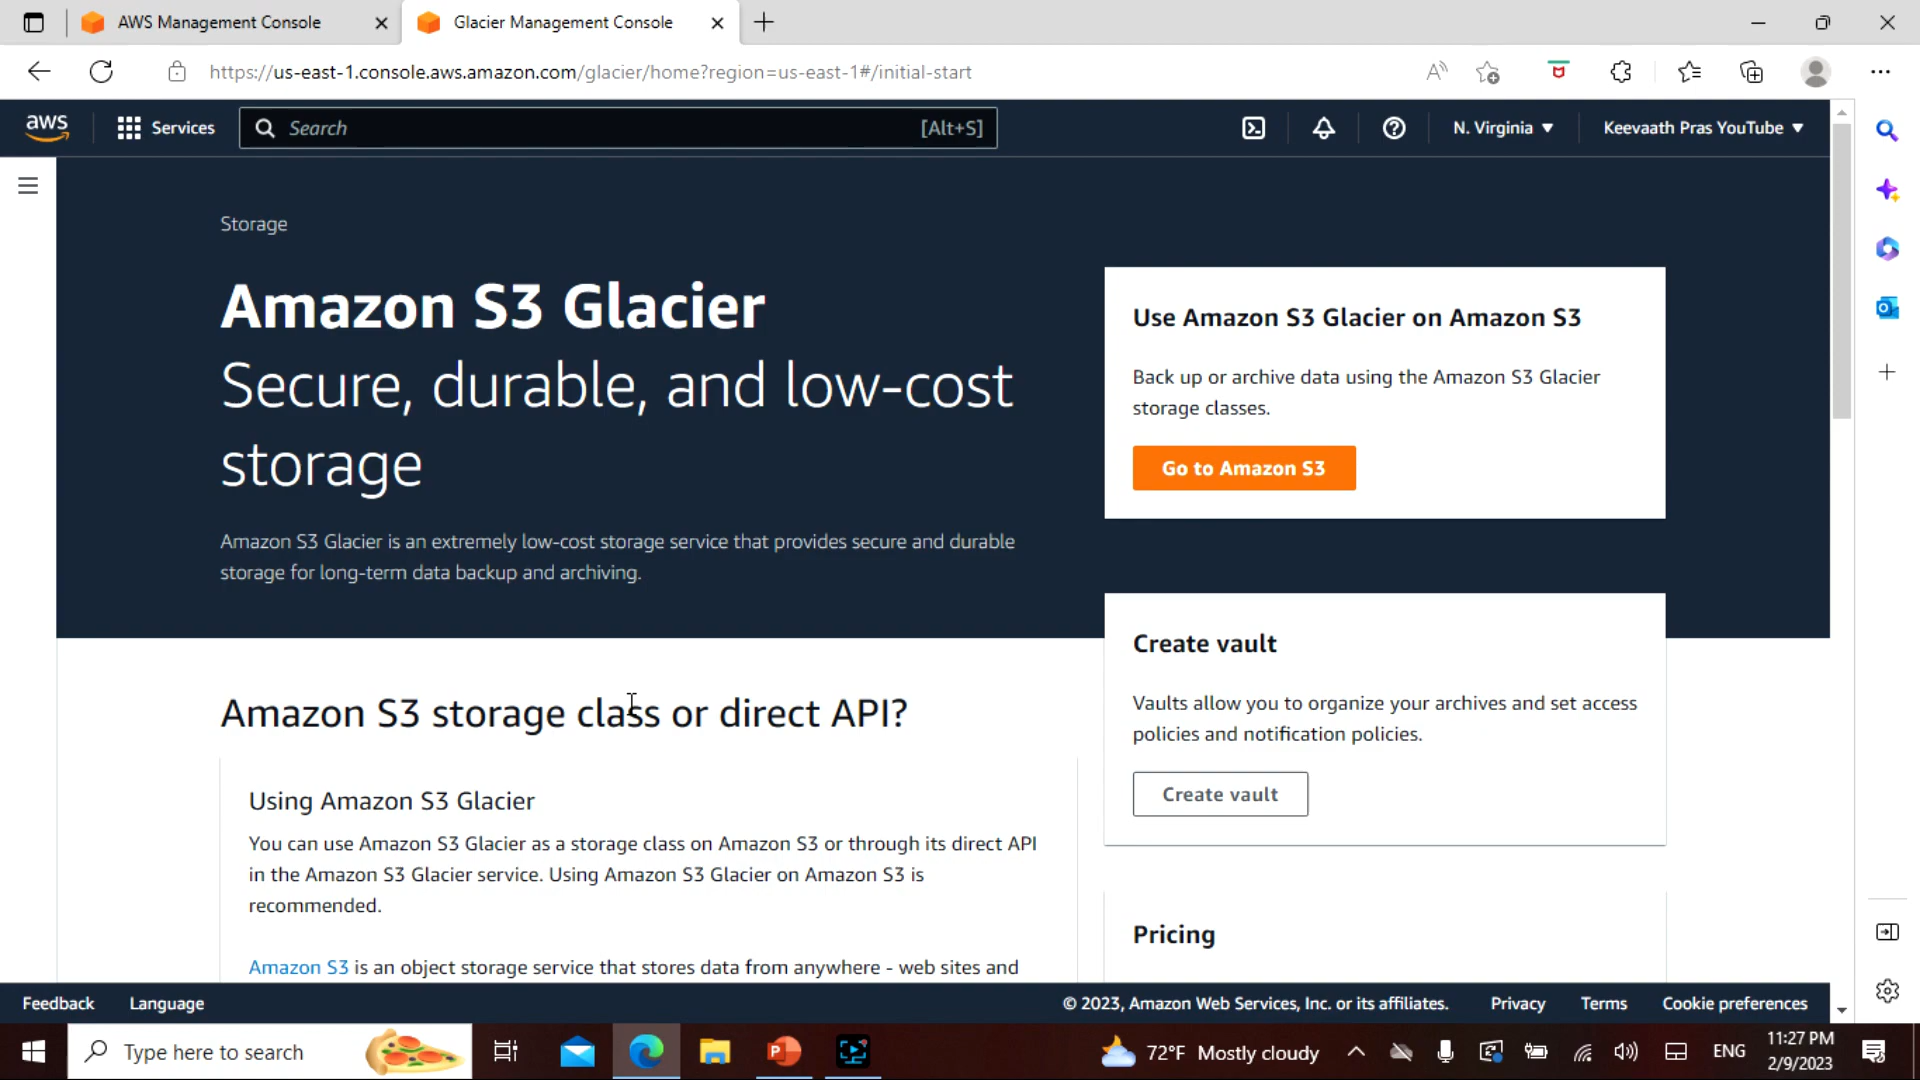 AWS Management Console
Glacier Management Console
https://us-east-1.console.aws.amazon.com/glacier/home?region=us-east-1#/initial-start
aws
Services
Search
[Alt+S]
N. Virginia
Keevaath Pras YouTube
Storage
Amazon S3 Glacier
Secure, durable, and low-cost
storage
Amazon S3 Glacier is an extremely low-cost storage service that provides secure and durable
storage for long-term data backup and archiving.
Use Amazon S3 Glacier on Amazon S3
Back up or archive data using the Amazon S3 Glacier
storage classes.
Go to Amazon S3
Create vault
Vaults allow you to organize your archives and set access
policies and notification policies.
Create vault
Pricing
Amazon S3 storage class or direct API?
Using Amazon S3 Glacier
You can use Amazon S3 Glacier as a storage class on Amazon S3 or through its direct API
in the Amazon S3 Glacier service. Using Amazon S3 Glacier on Amazon S3 is
recommended.
Amazon S3 is an object storage service that stores data from anywhere - web sites and
Feedback
Language
© 2023, Amazon Web Services, Inc. or its affiliates.
Privacy
Terms
Cookie preferences
Type here to search
72°F Mostly cloudy
ENG
11:27 PM
2/9/2023